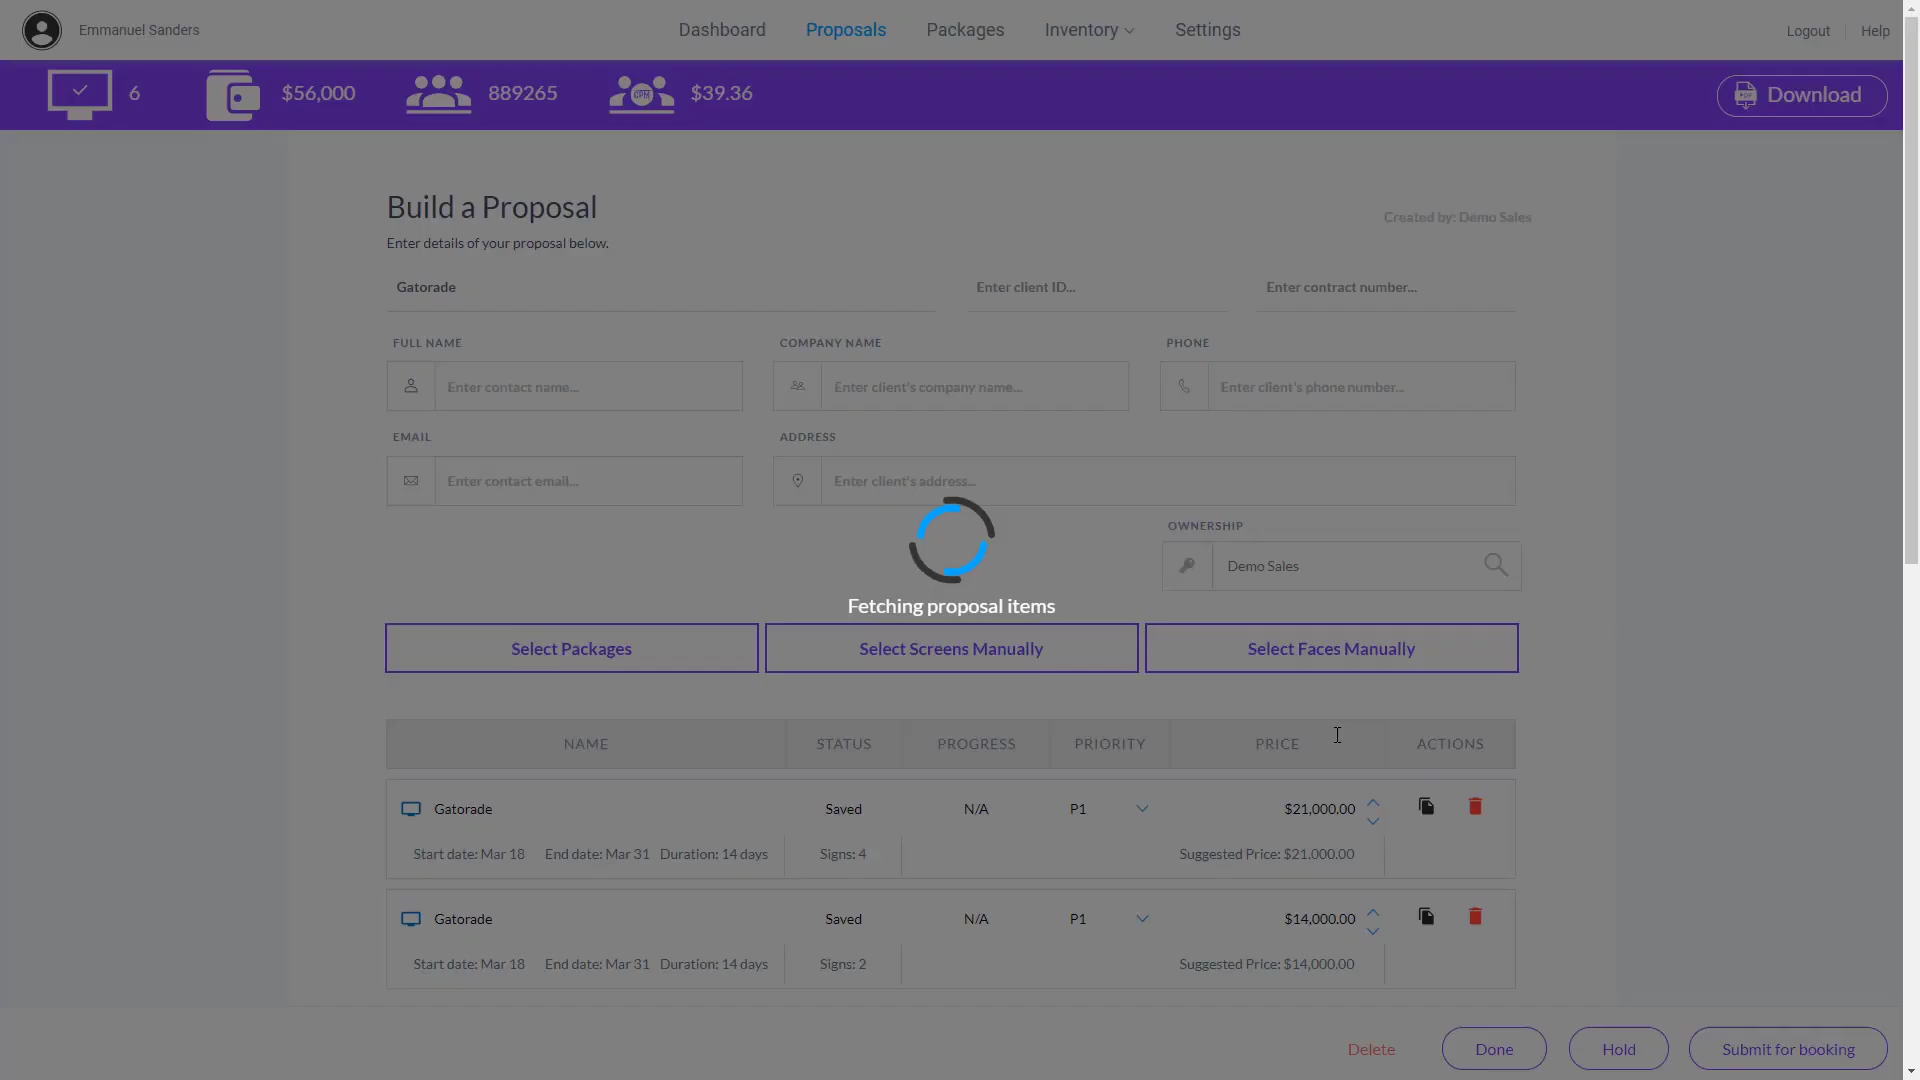 Emmanuel Sanders
Dashboard Proposals Packages Inventory Settings
Logout Help
6 $56,000 889265 CPM $39.36
PDF Download
Build a Proposal
Created by: Demo Sales
Enter details of your proposal below.
Gatorade Enter client ID... Enter contract number...
FULL NAME COMPANY NAME PHONE
Enter contact name... Enter client's company name... Enter client's phone number...
EMAIL ADDRESS
Enter contact email... Enter client's address...
OWNERSHIP
Demo Sales
Fetching proposal items
Select Packages Select Screens Manually Select Faces Manually
NAME STATUS PROGRESS PRIORITY PRICE ACTIONS
Gatorade Saved N/A P1 $21,000.00
Start date: Mar 18 End date: Mar 31 Duration: 14 days Signs: 4 Suggested Price: $21,000.00
Gatorade Saved N/A P1 $14,000.00
Start date: Mar 18 End date: Mar 31 Duration: 14 days Signs: 2 Suggested Price: $14,000.00
Delete Done Hold Submit for booking